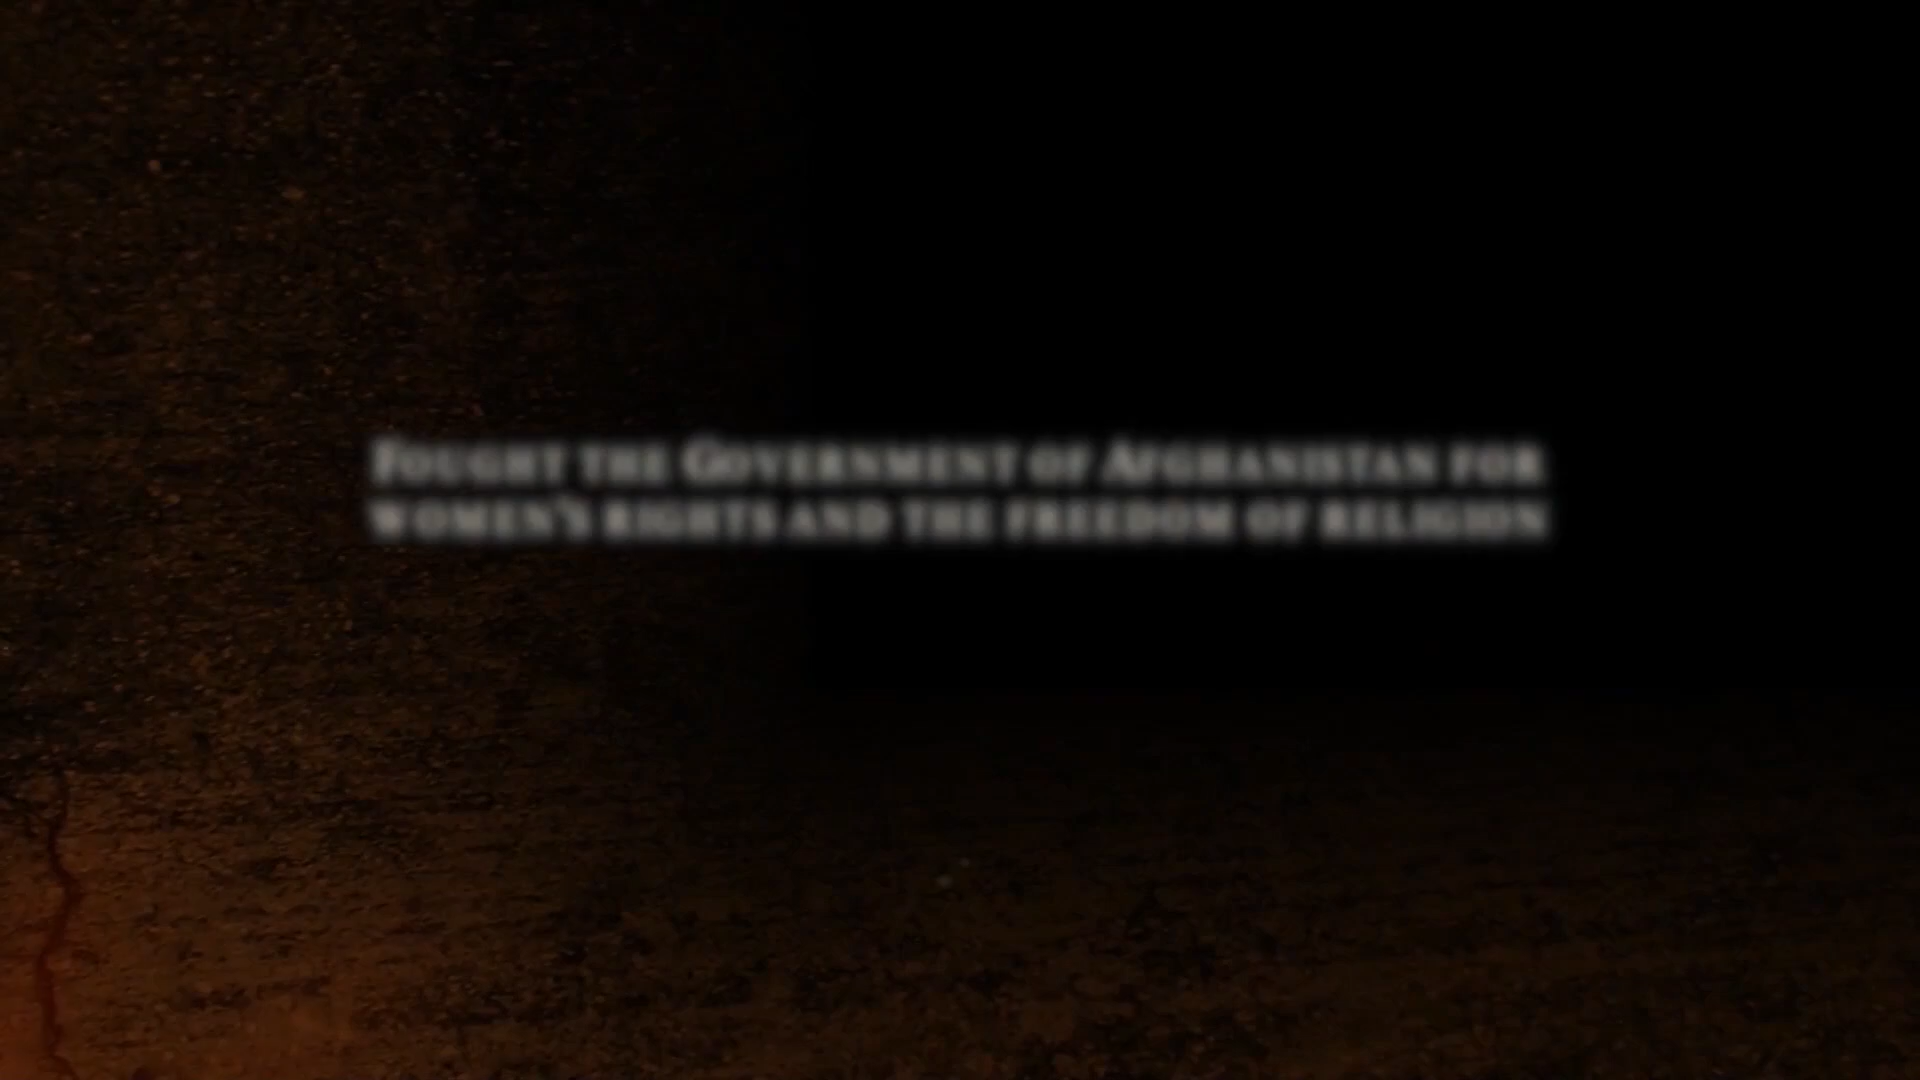 Fought the Government of Afghanistan for
women's rights and the freedom of religion